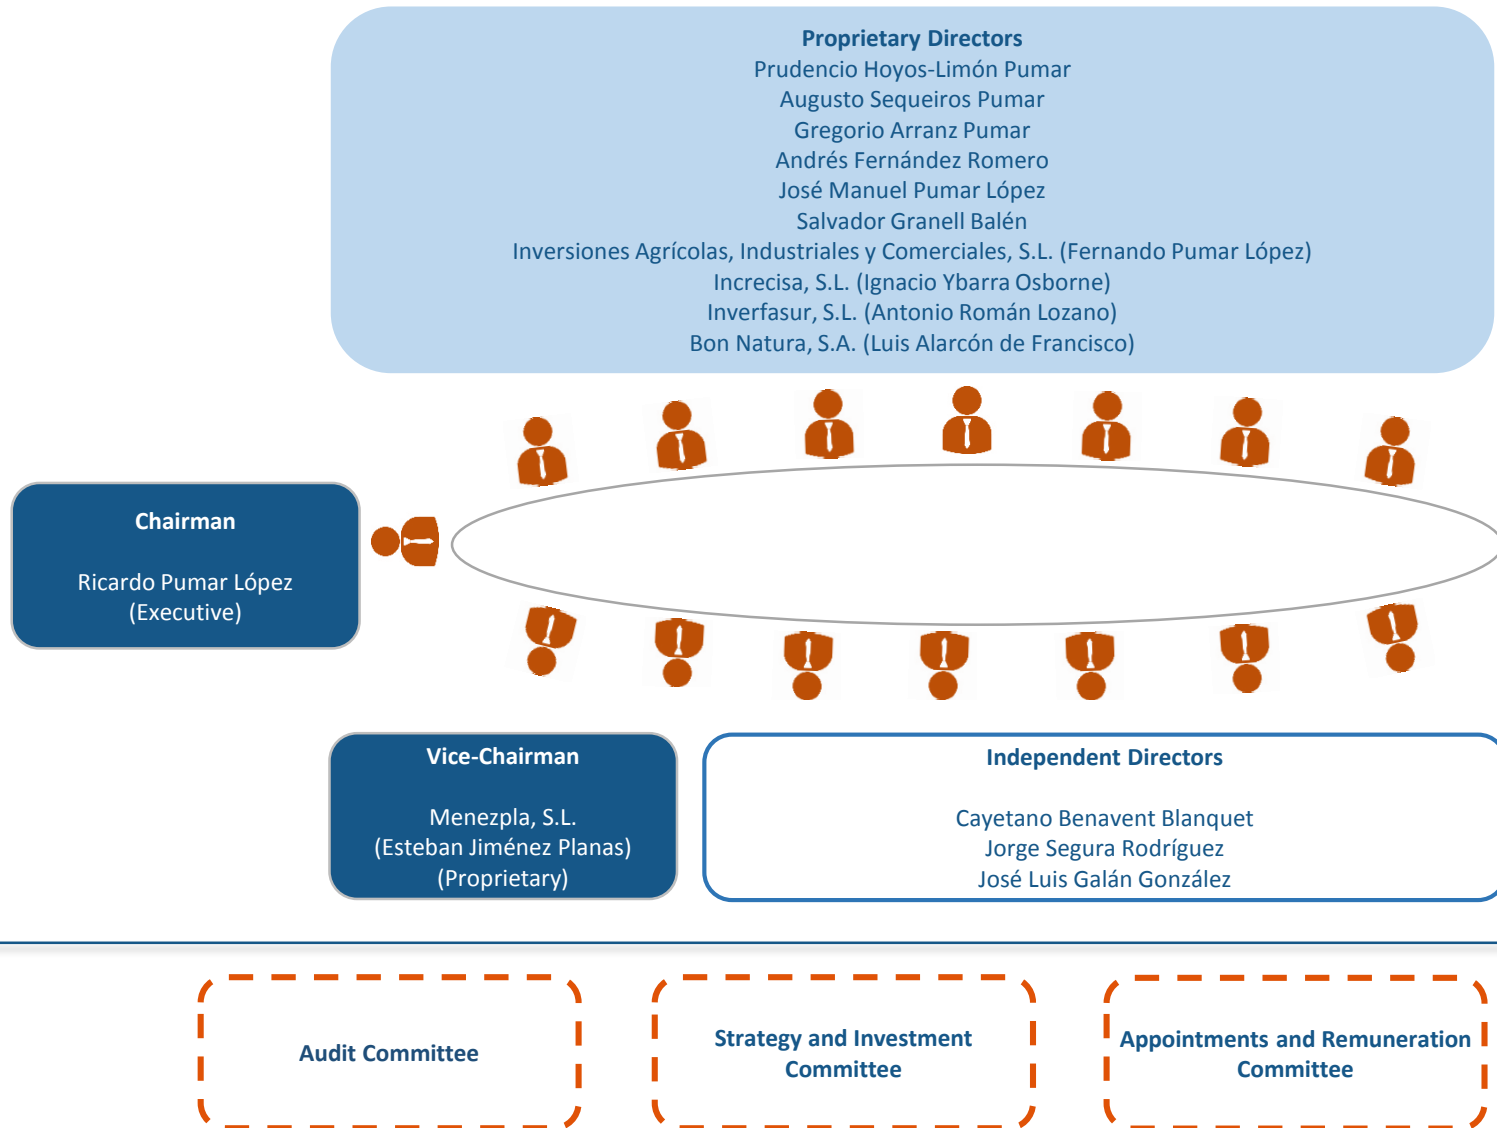 Proprietary Directors
Prudencio Hoyos-Limón Pumar
Augusto Sequeiros Pumar
Gregorio Arranz Pumar
Andrés Fernández Romero
José Manuel Pumar López
Salvador Granell Balén
Inversiones Agrícolas, Industriales y Comerciales, S.L. (Fernando Pumar López)
Increcisa, S.L. (Ignacio Ybarra Osborne)
Inverfasur, S.L. (Antonio Román Lozano)
Bon Natura, S.A. (Luis Alarcón de Francisco)
Chairman
Ricardo Pumar López
(Executive)
Vice-Chairman
Menezpla, S.L.
(Esteban Jiménez Planas)
(Proprietary)
Independent Directors
Cayetano Benavent Blanquet
Jorge Segura Rodríguez
José Luis Galán González
Audit Committee
Strategy and Investment
Committee
Appointments and Remuneration
Committee